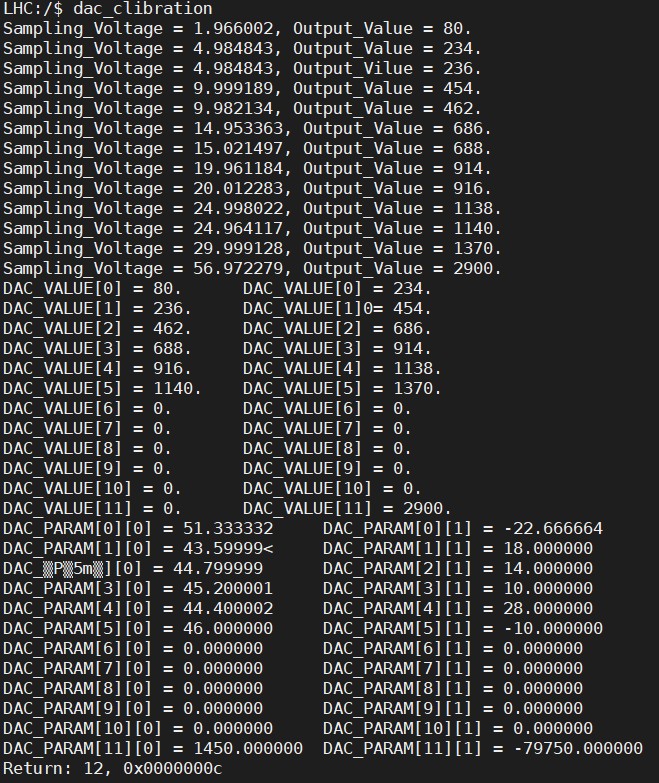 LHC:/$ dac_clibration
Sampling_Voltage = 1.966002, Output_Value = 80.
Sampling_Voltage = 4.984843, Output_Value = 234.
Sampling_Voltage = 4.984843, Output_Vilue = 236.
Sampling_Voltage = 9.999189, Output_Value = 454.
Sampling_Voltage = 9.982134, Output_Value = 462.
Sampling_Voltage = 14.953363, Output_Value = 686.
Sampling_Voltage = 15.021497, Output_Value = 688.
Sampling_Voltage = 19.961184, Output_Value = 914.
Sampling_Voltage = 20.012283, Output_Value = 916.
Sampling_Voltage = 24.998022, Output_Value = 1138.
Sampling_Voltage = 24.964117, Output_Value = 1140.
Sampling_Voltage = 29.999128, Output_Value = 1370.
Sampling_Voltage = 56.972279, Output_Value = 2900.
DAC_VALUE[0] = 80. DAC_VALUE[0] = 234.
DAC_VALUE[1] = 236. DAC_VALUE[1]0= 454.
DAC_VALUE[2] = 462. DAC_VALUE[2] = 686.
DAC_VALUE[3] = 688. DAC_VALUE[3] = 914.
DAC_VALUE[4] = 916. DAC_VALUE[4] = 1138.
DAC_VALUE[5] = 1140. DAC_VALUE[5] = 1370.
DAC_VALUE[6] = 0. DAC_VALUE[6] = 0.
DAC_VALUE[7] = 0. DAC_VALUE[7] = 0.
DAC_VALUE[8] = 0. DAC_VALUE[8] = 0.
DAC_VALUE[9] = 0. DAC_VALUE[9] = 0.
DAC_VALUE[10] = 0. DAC_VALUE[10] = 0.
DAC_VALUE[11] = 0. DAC_VALUE[11] = 2900.
DAC_PARAM[0][0] = 51.333332 DAC_PARAM[0][1] = -22.666664
DAC_PARAM[1][0] = 43.59999< DAC_PARAM[1][1] = 18.000000
DAC_▒P▒5m▒][0] = 44.799999 DAC_PARAM[2][1] = 14.000000
DAC_PARAM[3][0] = 45.200001 DAC_PARAM[3][1] = 10.000000
DAC_PARAM[4][0] = 44.400002 DAC_PARAM[4][1] = 28.000000
DAC_PARAM[5][0] = 46.000000 DAC_PARAM[5][1] = -10.000000
DAC_PARAM[6][0] = 0.000000 DAC_PARAM[6][1] = 0.000000
DAC_PARAM[7][0] = 0.000000 DAC_PARAM[7][1] = 0.000000
DAC_PARAM[8][0] = 0.000000 DAC_PARAM[8][1] = 0.000000
DAC_PARAM[9][0] = 0.000000 DAC_PARAM[9][1] = 0.000000
DAC_PARAM[10][0] = 0.000000 DAC_PARAM[10][1] = 0.000000
DAC_PARAM[11][0] = 1450.000000 DAC_PARAM[11][1] = -79750.000000
Return: 12, 0x0000000c